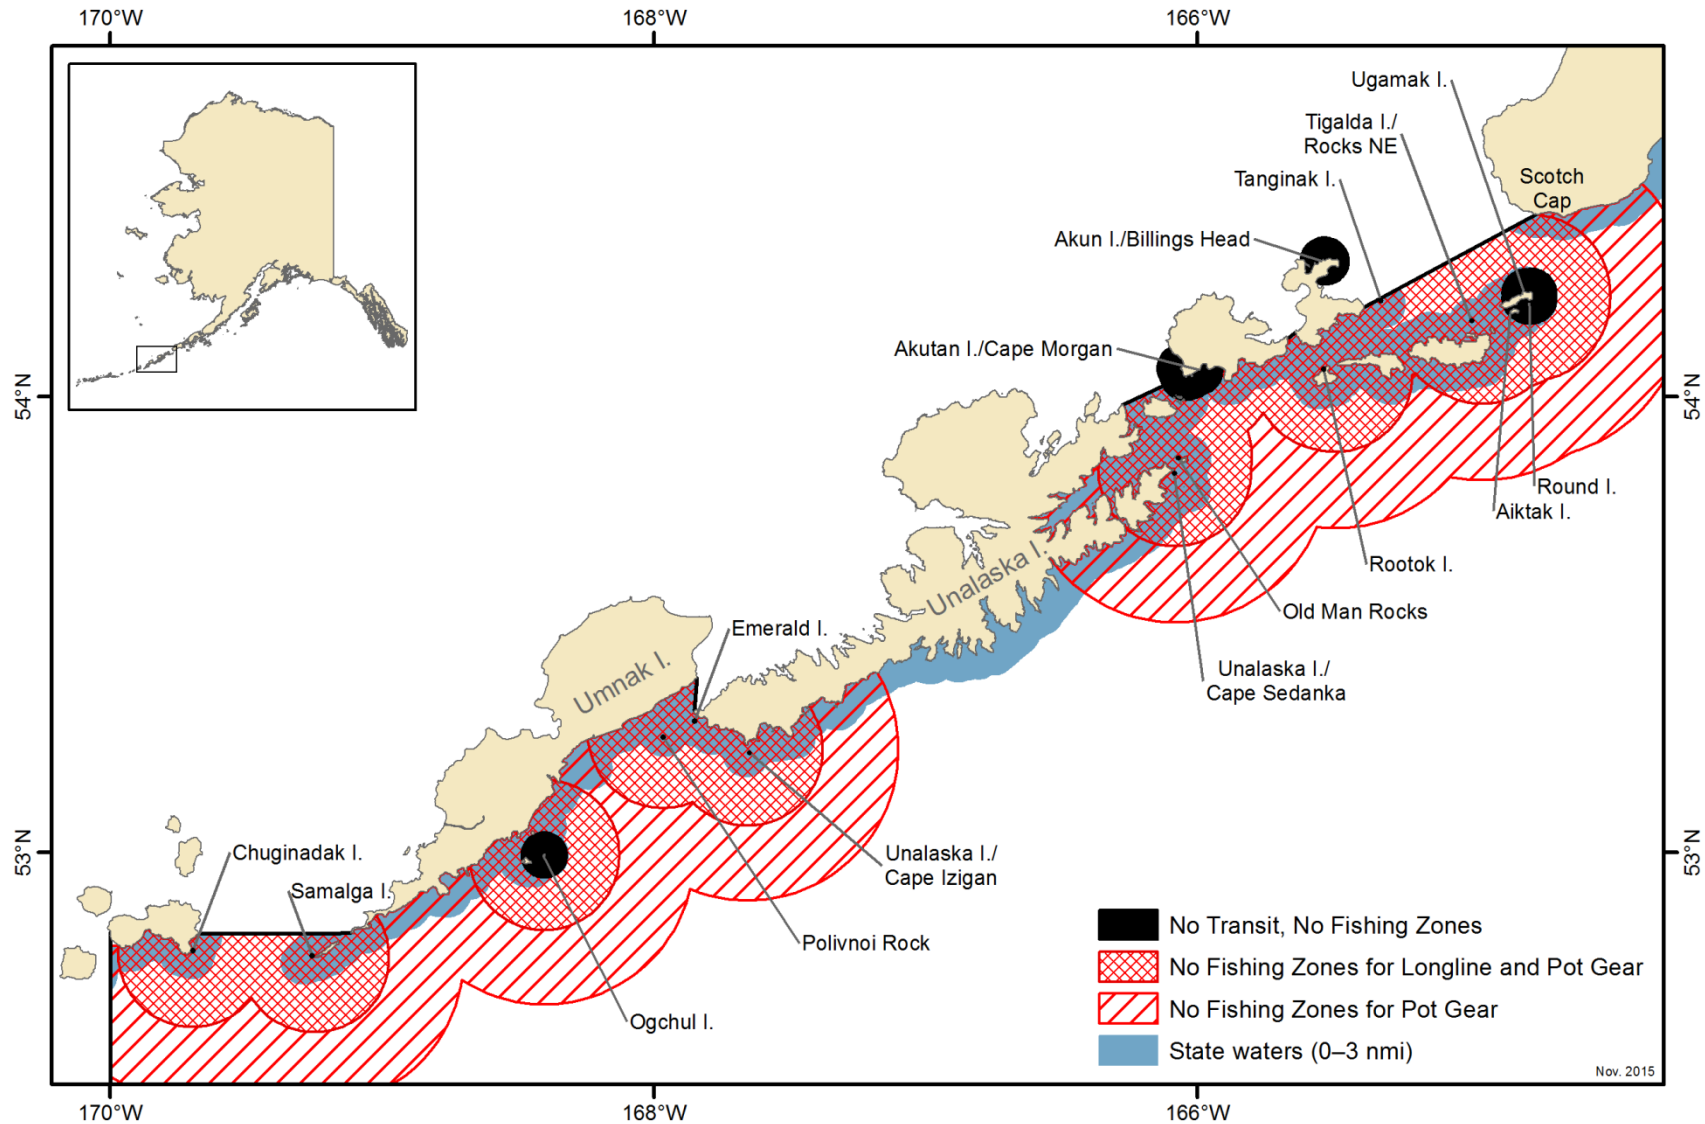 170°W
168°W
166°W
Ugamak I.
Tigalda I./
Rocks NE
Tanginak I.
Scotch
Cap
Akun I./Billings Head
Akutan I./Cape Morgan
54°N
54°N
Round I.
Aiktak I.
Rootok I.
Unalaska I.
Old Man Rocks
Emerald I.
Umnak I.
Unalaska I./
Cape Sedanka
53°N
53°N
Chuginadak I.
Samalga I.
Unalaska I./
Cape Izigan
Polivnoi Rock
Ogchul I.
No Transit, No Fishing Zones
No Fishing Zones for Longline and Pot Gear
No Fishing Zones for Pot Gear
State waters (0–3 nmi)
Nov. 2015
170°W
168°W
166°W